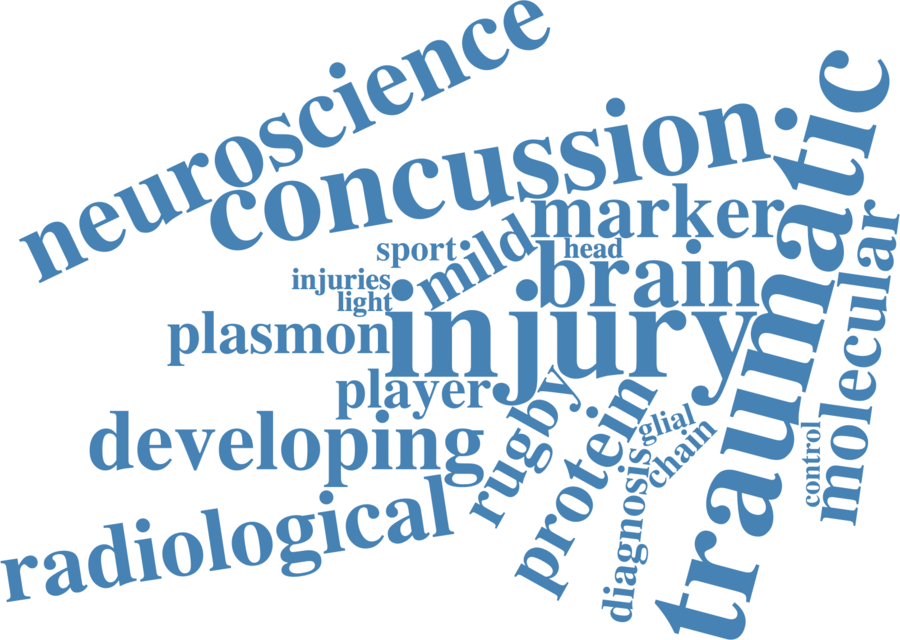 neuroscience
concussion
traumatic
marker
molecular
sport
mild
head
brain
injuries
light
injury
plasmon
player
rugby
protein
glial
chain
control
developing
diagnosis
radiological